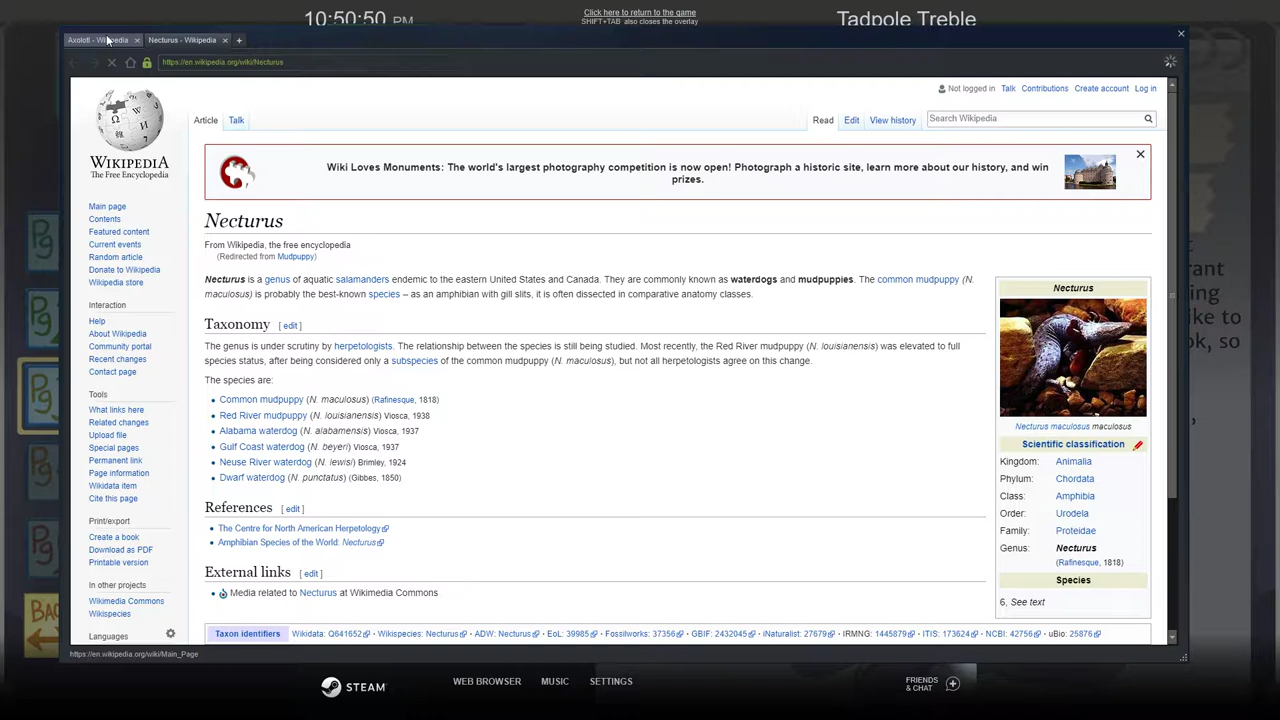 10:50:50 PM
Click here to return to the game
SHIFT+TAB also closes the overlay
Tadpole Treble
Axolotl - Wikipedia
Necturus - Wikipedia
https://en.wikipedia.org/wiki/Necturus
WIKIPEDIA
The Free Encyclopedia
Not logged in Talk Contributions Create account Log in
Article Talk
Read Edit View history
Search Wikipedia
Wiki Loves Monuments: The world's largest photography competition is now open! Photograph a historic site, learn more about our history, and win
prizes.
Main page
Contents
Featured content
Current events
Random article
Donate to Wikipedia
Wikipedia store
Interaction
Help
About Wikipedia
Community portal
Recent changes
Contact page
Tools
What links here
Related changes
Upload file
Special pages
Permanent link
Page information
Wikidata item
Cite this page
Print/export
Create a book
Download as PDF
Printable version
In other projects
Wikimedia Commons
Wikispecies
Languages
Necturus
From Wikipedia, the free encyclopedia
(Redirected from Mudpuppy)
Necturus is a genus of aquatic salamanders endemic to the eastern United States and Canada. They are commonly known as waterdogs and mudpuppies. The common mudpuppy (N.
maculosus) is probably the best-known species – as an amphibian with gill slits, it is often dissected in comparative anatomy classes.
Taxonomy [ edit ]
The genus is under scrutiny by herpetologists. The relationship between the species is still being studied. Most recently, the Red River mudpuppy (N. louisianensis) was elevated to full
species status, after being considered only a subspecies of the common mudpuppy (N. maculosus), but not all herpetologists agree on this change.
The species are:
Common mudpuppy (N. maculosus) (Rafinesque, 1818)
Red River mudpuppy (N. louisianensis) Viosca, 1938
Alabama waterdog (N. alabamensis) Viosca, 1937
Gulf Coast waterdog (N. beyeri) Viosca, 1937
Neuse River waterdog (N. lewisi) Brimley, 1924
Dwarf waterdog (N. punctatus) (Gibbes, 1850)
References [ edit ]
The Centre for North American Herpetology
Amphibian Species of the World: Necturus
External links [ edit ]
Media related to Necturus at Wikimedia Commons
Taxon identifiers Wikidata: Q641652 Wikispecies: Necturus ADW: Necturus EoL: 39985 Fossilworks: 37356 GBIF: 2432045 iNaturalist: 27679 IRMNG: 1445879 ITIS: 173624 NCBI: 42756 uBio: 25876
Necturus
Necturus maculosus maculosus
Scientific classification
Kingdom: Animalia
Phylum: Chordata
Class: Amphibia
Order: Urodela
Family: Proteidae
Genus: Necturus
(Rafinesque, 1818)
Species
6, See text
https://en.wikipedia.org/wiki/Main_Page
STEAM
WEB BROWSER MUSIC SETTINGS
FRIENDS
& CHAT
Pg
Pg
Pg
Pg
Pg
BAC
rant
ing
ike to
ok, so